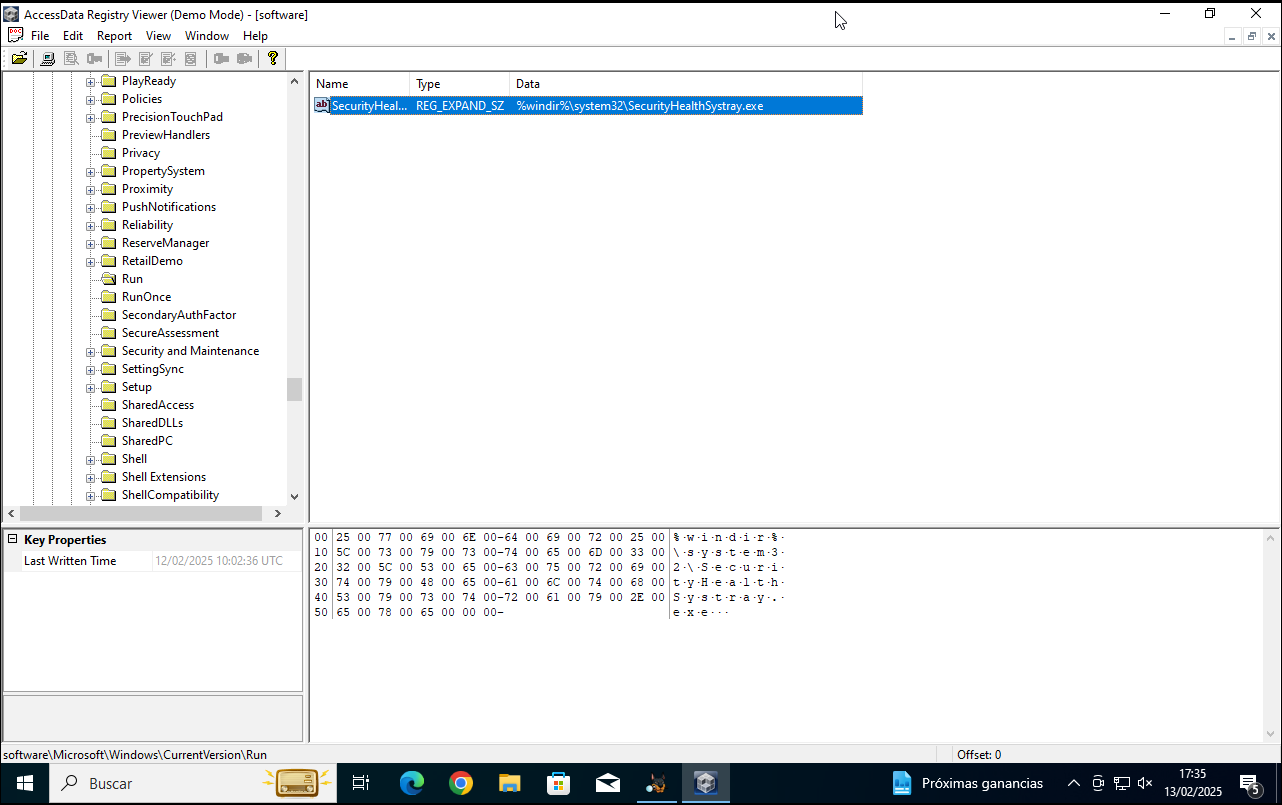 AccessData Registry Viewer (Demo Mode) - [software]
File Edit Report View Window Help
PlayReady
Policies
PrecisionTouchPad
PreviewHandlers
Privacy
PropertySystem
Proximity
PushNotifications
Reliability
ReserveManager
RetailDemo
Run
RunOnce
SecondaryAuthFactor
SecureAssessment
Security and Maintenance
SettingSync
Setup
SharedAccess
SharedDLLs
SharedPC
Shell
Shell Extensions
ShellCompatibility
Name Type Data
ab SecurityHeal... REG_EXPAND_SZ %windir%\system32\SecurityHealthSystray.exe
Key Properties
Last Written Time 12/02/2025 10:02:36 UTC
00 25 00 77 00 69 00 6E 00-64 00 69 00 72 00 25 00 %·w·i·n·d·i·r·%·
10 5C 00 73 00 79 00 73 00-74 00 65 00 6D 00 33 00 \·s·y·s·t·e·m·3·
20 32 00 5C 00 53 00 65 00-63 00 75 00 72 00 69 00 2·\·S·e·c·u·r·i·
30 74 00 79 00 48 00 65 00-61 00 6C 00 74 00 68 00 t·y·H·e·a·l·t·h·
40 53 00 79 00 73 00 74 00-72 00 61 00 79 00 2E 00 S·y·s·t·r·a·y·.·
50 65 00 78 00 65 00 00 00- e·x·e···
software\Microsoft\Windows\CurrentVersion\Run Offset: 0
Buscar
Próximas ganancias
17:35
13/02/2025
5